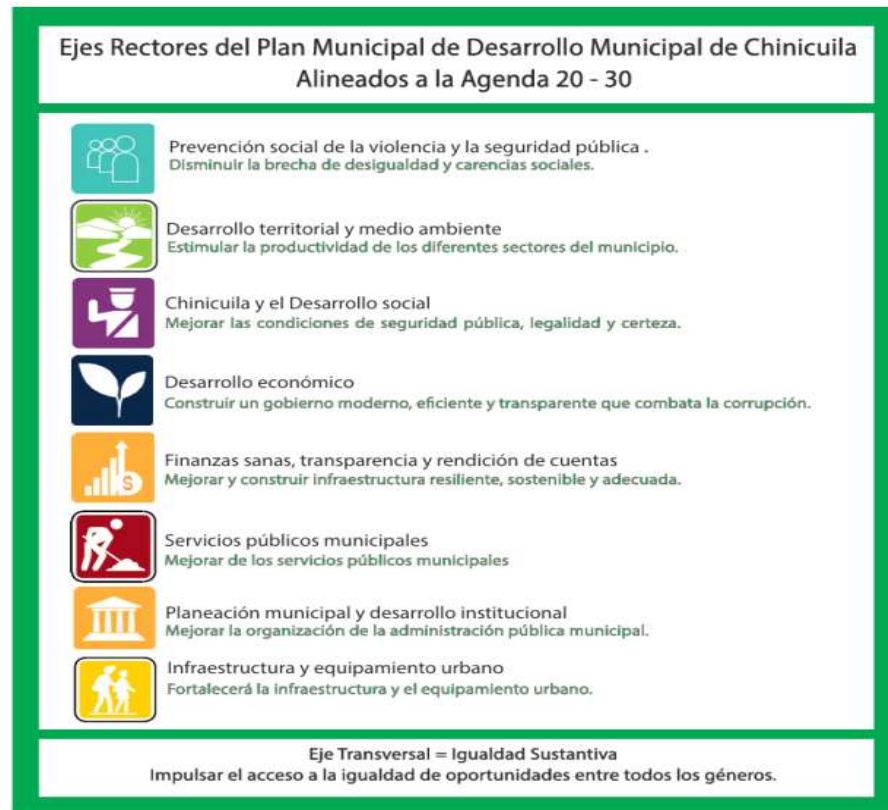 Ejes Rectores del Plan Municipal de Desarrollo Municipal de Chinicuila
Alineados a la Agenda 20 - 30
Prevención social de la violencia y la seguridad pública .
Disminuir la brecha de desigualdad y carencias sociales.
Desarrollo territorial y medio ambiente
Estimular la productividad de los diferentes sectores del municipio.
Chinicuila y el Desarrollo social
Mejorar las condiciones de seguridad pública, legalidad y certeza.
Desarrollo económico
Construir un gobierno moderno, eficiente y transparente que combata la corrupción.
Finanzas sanas, transparencia y rendición de cuentas
Mejorar y construir infraestructura resiliente, sostenible y adecuada.
$
Servicios públicos municipales
Mejorar de los servicios públicos municipales
Planeación municipal y desarrollo institucional
Mejorar la organización de la administración pública municipal.
Infraestructura y equipamiento urbano
Fortalecerá la infraestructura y el equipamiento urbano.
Eje Transversal = Igualdad Sustantiva
Impulsar el acceso a la igualdad de oportunidades entre todos los géneros.